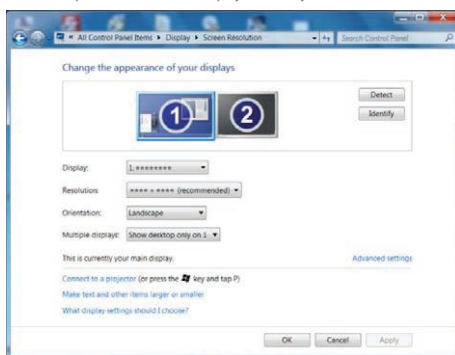 « All Control Panel Items ▸ Display ▸ Screen Resolution
Search Control Panel
Change the appearance of your displays
1
2
Detect
Identify
Display:
1. ********
Resolution:
**** × **** (recommended)
Orientation:
Landscape
Multiple displays:
Show desktop only on 1
This is currently your main display.
Advanced settings
Connect to a projector (or press the key and tap P)
Make text and other items larger or smaller
What display settings should I choose?
OK
Cancel
Apply